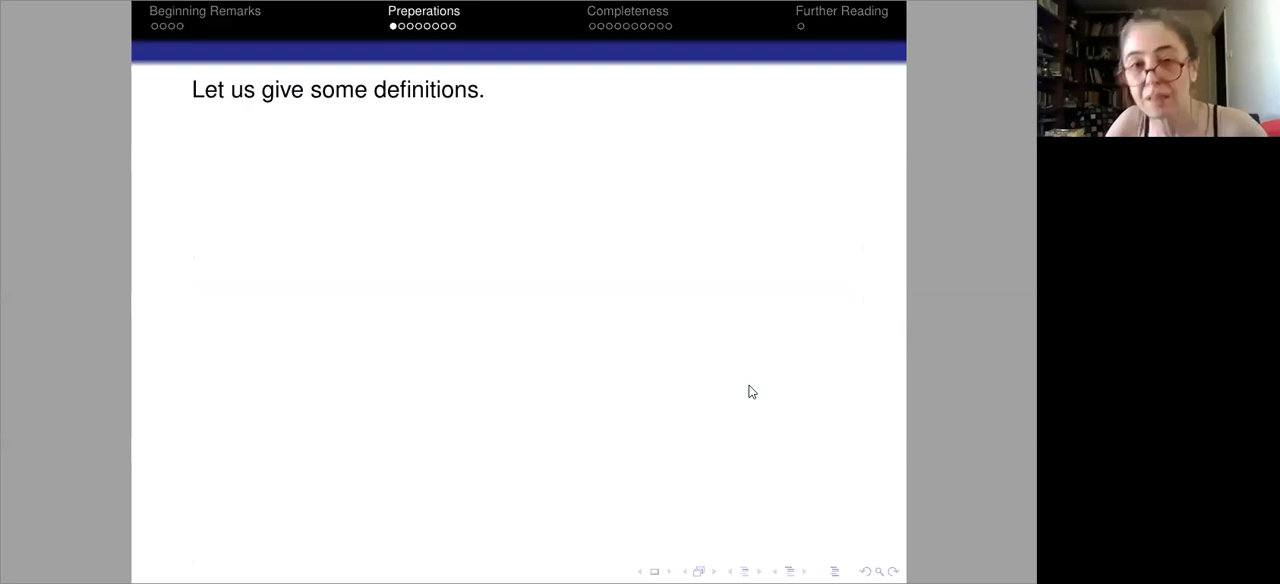 Beginning Remarks
Preperations
Completeness
Further Reading
Let us give some definitions.